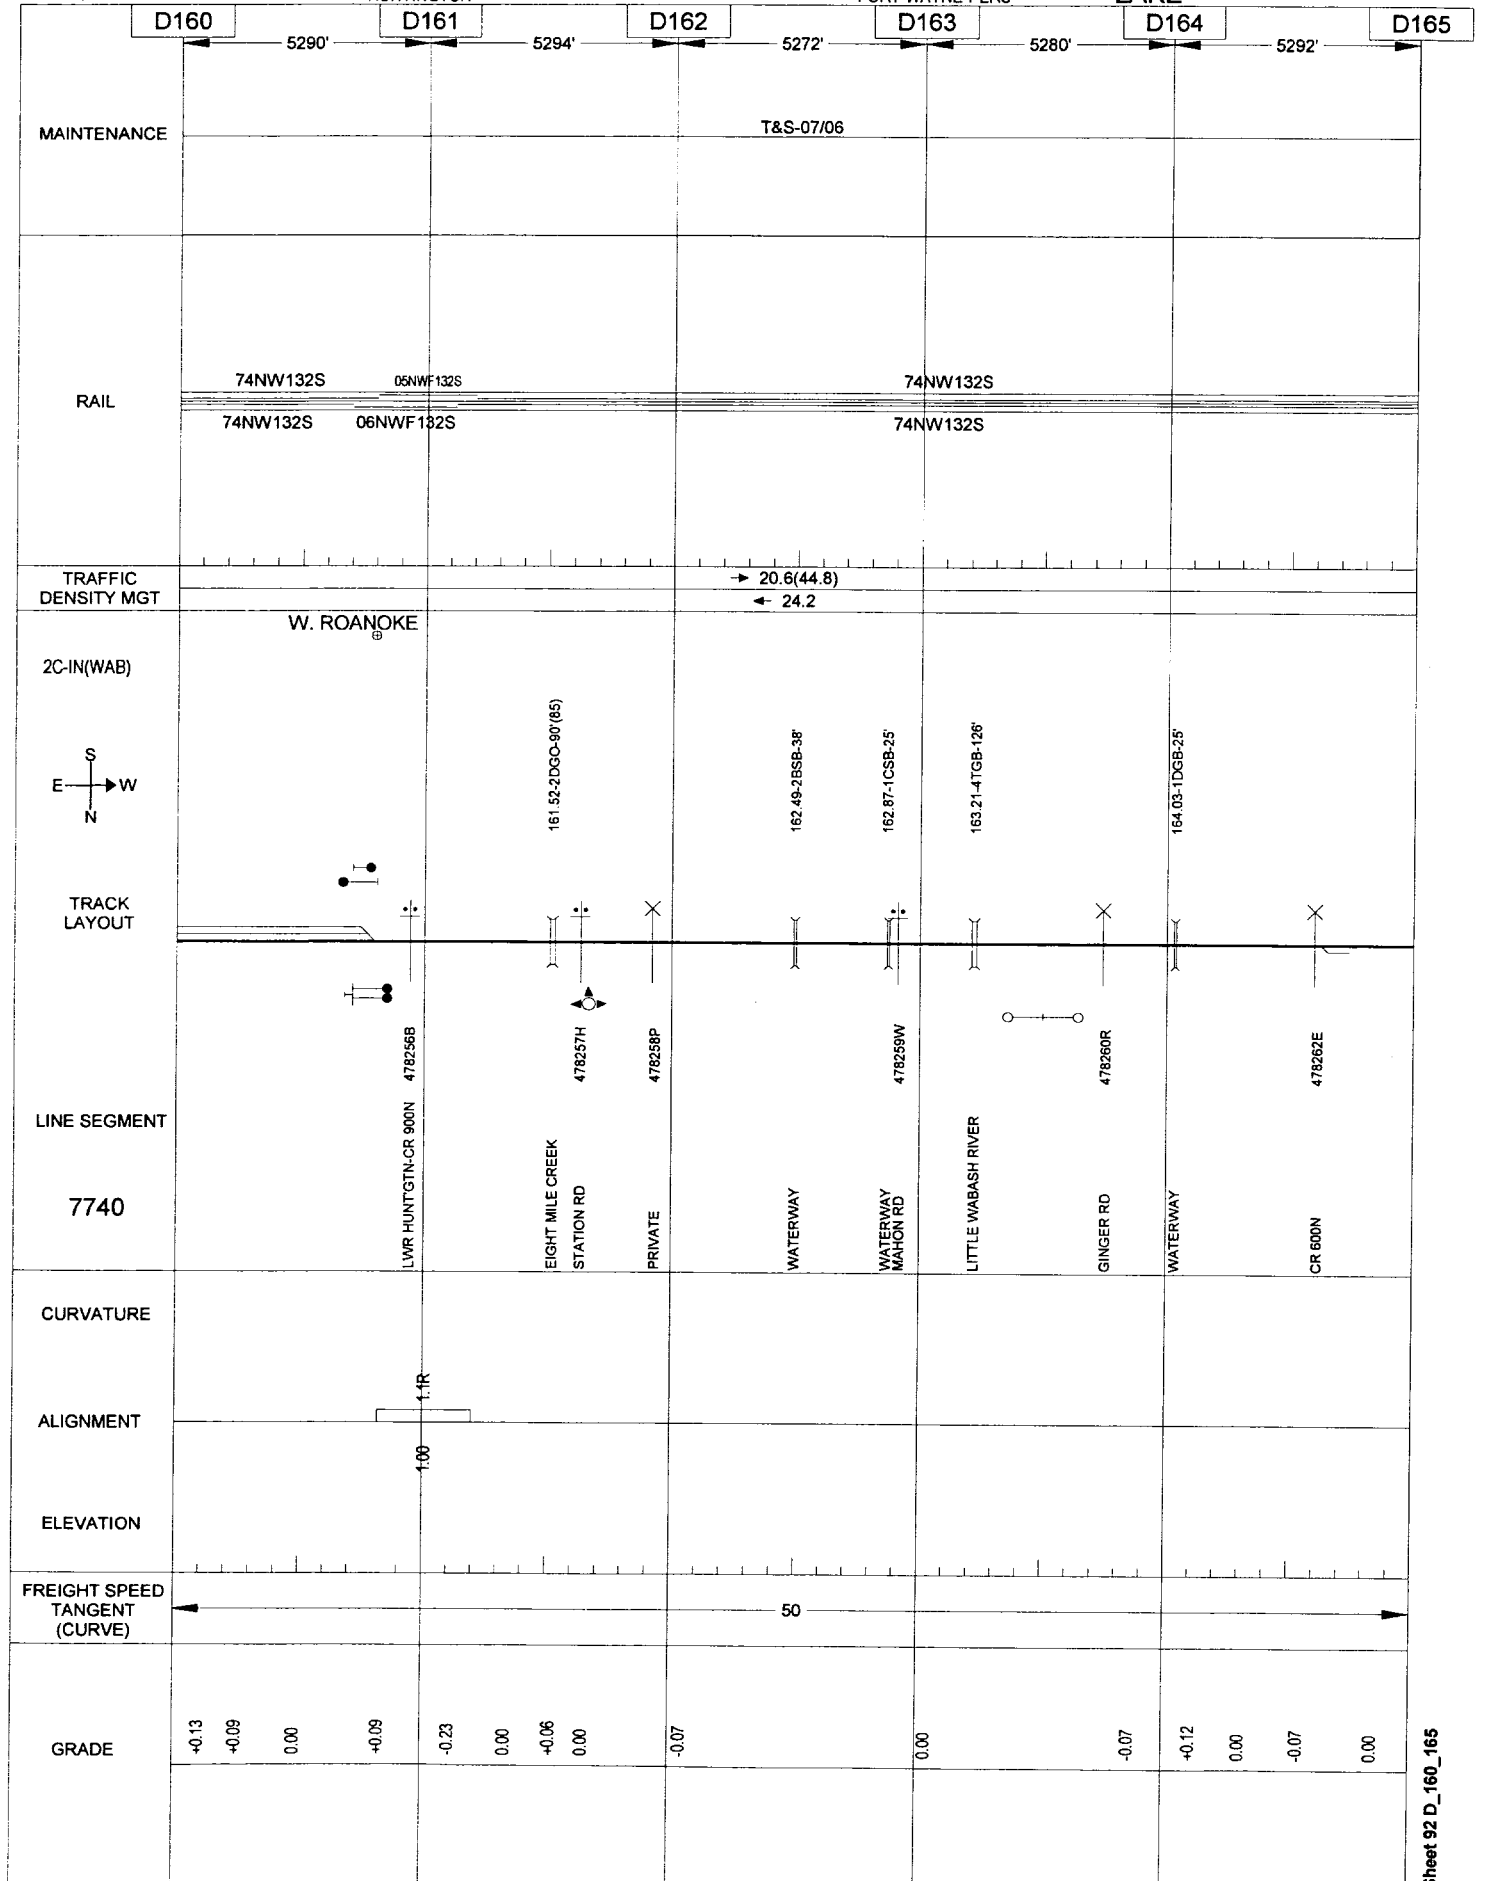 D160 D161 D162 D163 D164 D165
5290' 5294' 5272' 5280' 5292'
MAINTENANCE
T&S-07/06
RAIL
74NW132S 05NWF132S 74NW132S
74NW132S 06NWF132S 74NW132S
TRAFFIC
DENSITY MGT
→ 20.6(44.8)
← 24.2
W. ROANOKE
2C-IN(WAB)
S
E W
N
161.52-2DGO-90'(85)
162.49-2BSB-38'
162.87-1CSB-25'
163.21-4TGB-126'
164.03-1DGB-25'
TRACK
LAYOUT
478256B
478257H
478258P
478259W
478260R
478262E
LINE SEGMENT
7740
LWR HUNT'GTN-CR 900N
EIGHT MILE CREEK
STATION RD
PRIVATE
WATERWAY
WATERWAY
MAHON RD
LITTLE WABASH RIVER
GINGER RD
WATERWAY
CR 600N
CURVATURE
1.1R
ALIGNMENT
1.00
ELEVATION
FREIGHT SPEED
TANGENT
(CURVE)
50
GRADE
+0.13 +0.09 0.00 +0.09 -0.23 0.00 +0.06 0.00 -0.07 0.00 -0.07 +0.12 0.00 -0.07 0.00
Sheet 92 D_160_165